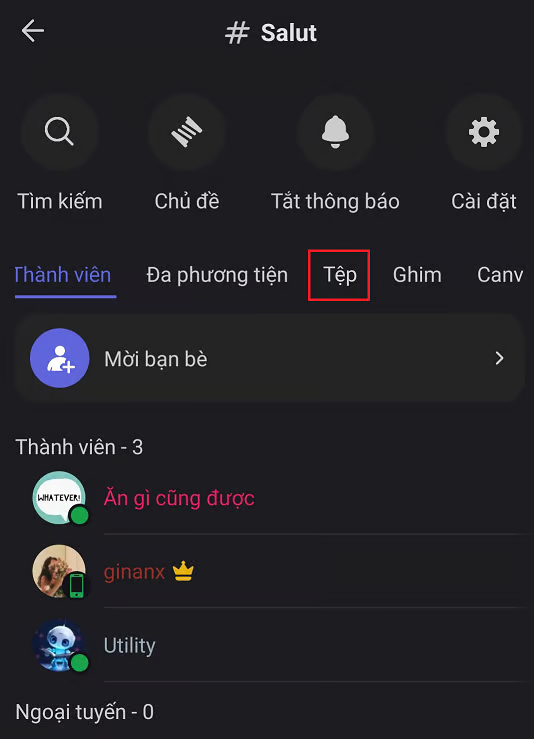 # Salut
Tìm kiếm Chủ đề Tắt thông báo Cài đặt
Thành viên Đa phương tiện Tệp Ghim Canv
Mời bạn bè
Thành viên - 3
WHATEVER!
Ăn gì cũng được
ginanx
Utility
Ngoại tuyến - 0